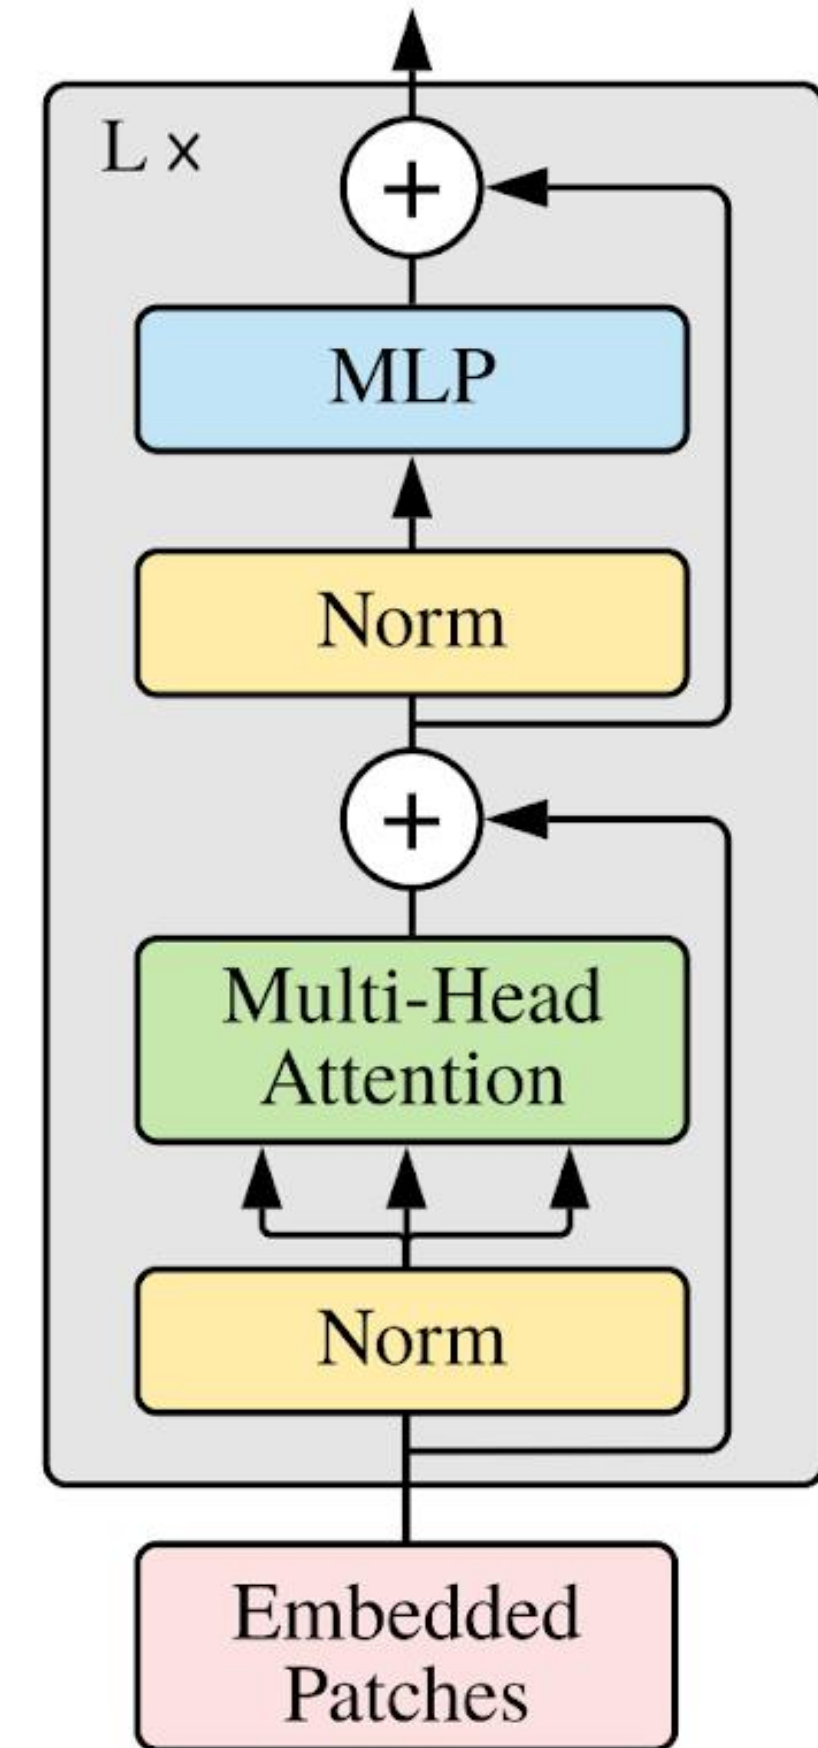 L ×
+
MLP
Norm
+
Multi-Head
Attention
Norm
Embedded
Patches